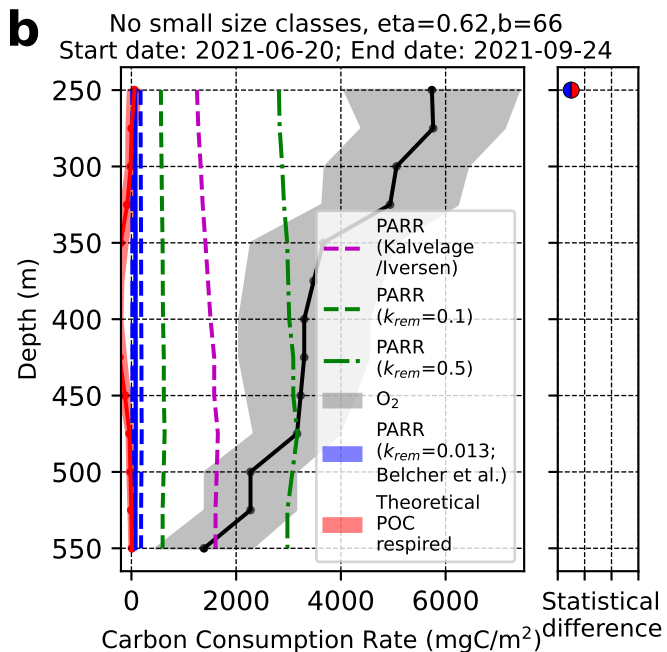 b
No small size classes, eta=0.62,b=66
Start date: 2021-06-20; End date: 2021-09-24
250
300
350
400
450
500
550
Depth (m)
PARR
(Kalvelage
/Iversen)
PARR
(k_rem=0.1)
PARR
(k_rem=0.5)
O₂
PARR
(k_rem=0.013;
Belcher et al.)
Theoretical
POC
respired
0 2000 4000 6000
Carbon Consumption Rate (mgC/m²)
Statistical
difference